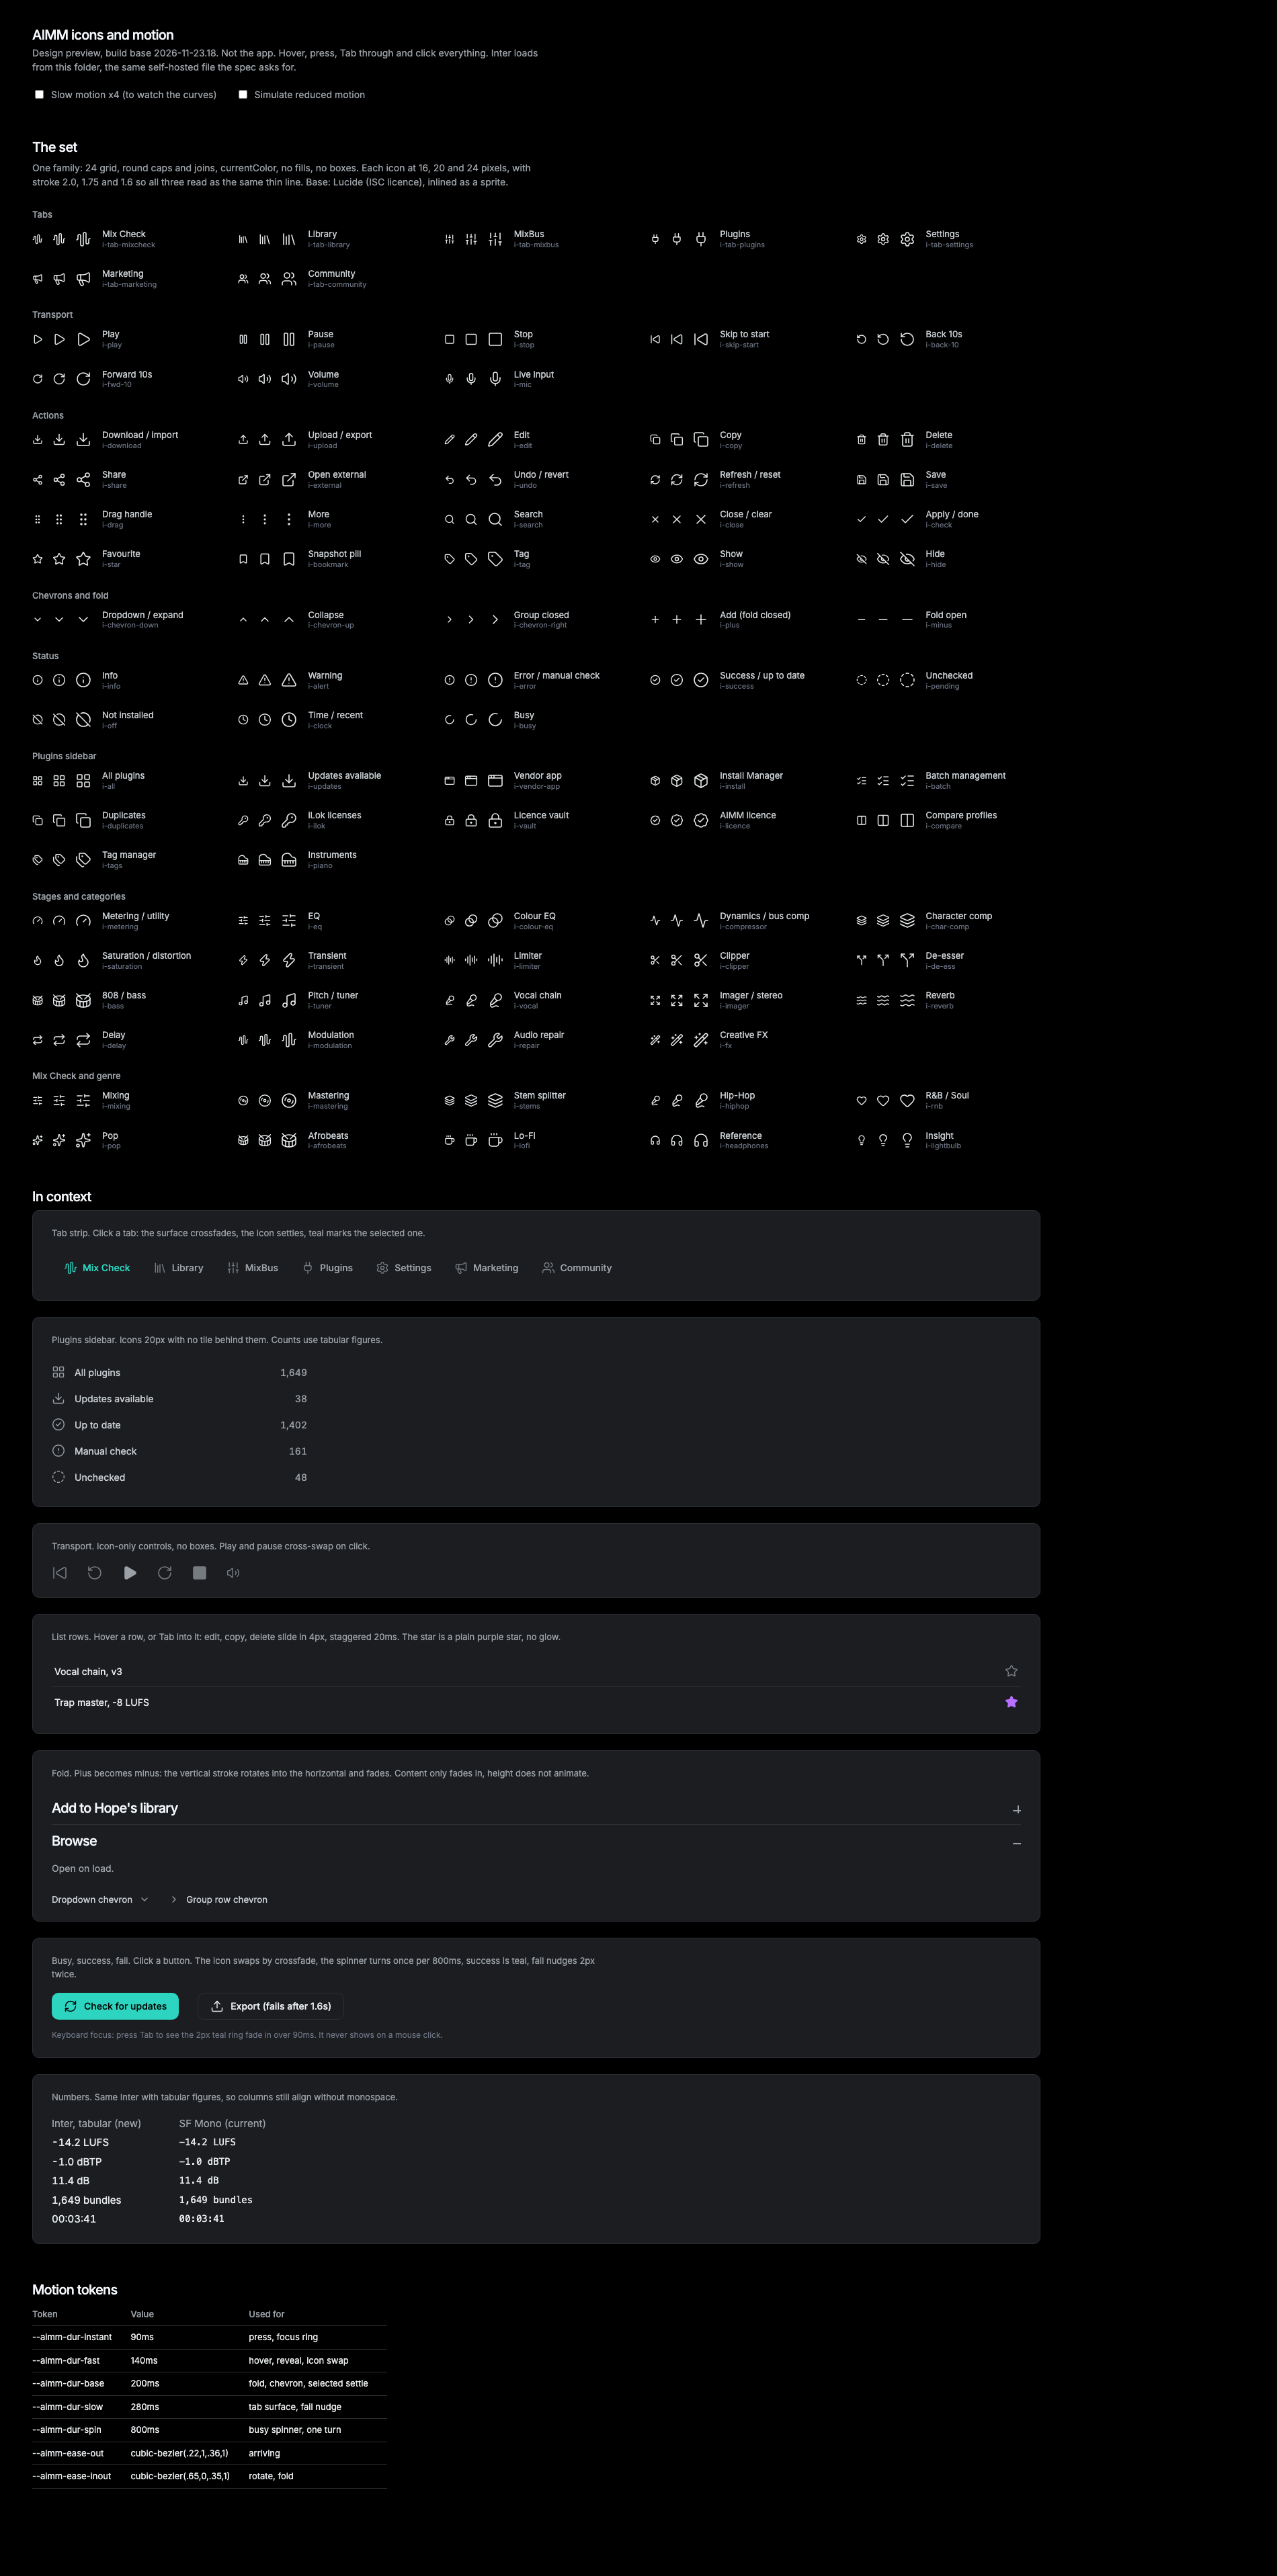 AIMM icons and motion
Design preview, build base 2026-11-23.18. Not the app. Hover, press, Tab through and click everything. Inter loads
from this folder, the same self-hosted file the spec asks for.
Slow motion x4 (to watch the curves)
Simulate reduced motion
The set
One family: 24 grid, round caps and joins, currentColor, no fills, no boxes. Each icon at 16, 20 and 24 pixels, with
stroke 2.0, 1.75 and 1.6 so all three read as the same thin line. Base: Lucide (ISC licence), inlined as a sprite.
Tabs
Mix Check
i-tab-mixcheck
Library
i-tab-library
MixBus
i-tab-mixbus
Plugins
i-tab-plugins
Settings
i-tab-settings
Marketing
i-tab-marketing
Community
i-tab-community
Transport
Play
i-play
Pause
i-pause
Stop
i-stop
Skip to start
i-skip-start
Back 10s
i-back-10
Forward 10s
i-fwd-10
Volume
i-volume
Live input
i-mic
Actions
Download / import
i-download
Upload / export
i-upload
Edit
i-edit
Copy
i-copy
Delete
i-delete
Share
i-share
Open external
i-external
Undo / revert
i-undo
Refresh / reset
i-refresh
Save
i-save
Drag handle
i-drag
More
i-more
Search
i-search
Close / clear
i-close
Apply / done
i-check
Favourite
i-star
Snapshot pill
i-bookmark
Tag
i-tag
Show
i-show
Hide
i-hide
Chevrons and fold
Dropdown / expand
i-chevron-down
Collapse
i-chevron-up
Group closed
i-chevron-right
Add (fold closed)
i-plus
Fold open
i-minus
Status
Info
i-info
Warning
i-alert
Error / manual check
i-error
Success / up to date
i-success
Unchecked
i-pending
Not installed
i-off
Time / recent
i-clock
Busy
i-busy
Plugins sidebar
All plugins
i-all
Updates available
i-updates
Vendor app
i-vendor-app
Install Manager
i-install
Batch management
i-batch
Duplicates
i-duplicates
iLok licenses
i-ilok
Licence vault
i-vault
AIMM licence
i-licence
Compare profiles
i-compare
Tag manager
i-tags
Instruments
i-piano
Stages and categories
Metering / utility
i-metering
EQ
i-eq
Colour EQ
i-colour-eq
Dynamics / bus comp
i-compressor
Character comp
i-char-comp
Saturation / distortion
i-saturation
Transient
i-transient
Limiter
i-limiter
Clipper
i-clipper
De-esser
i-de-ess
808 / bass
i-bass
Pitch / tuner
i-tuner
Vocal chain
i-vocal
Imager / stereo
i-imager
Reverb
i-reverb
Delay
i-delay
Modulation
i-modulation
Audio repair
i-repair
Creative FX
i-fx
Mix Check and genre
Mixing
i-mixing
Mastering
i-mastering
Stem splitter
i-stems
Hip-Hop
i-hiphop
R&B / Soul
i-rnb
Pop
i-pop
Afrobeats
i-afrobeats
Lo-Fi
i-lofi
Reference
i-headphones
Insight
i-lightbulb
In context
Tab strip. Click a tab: the surface crossfades, the icon settles, teal marks the selected one.
Mix Check
Library
MixBus
Plugins
Settings
Marketing
Community
Plugins sidebar. Icons 20px with no tile behind them. Counts use tabular figures.
All plugins 1,649
Updates available 38
Up to date 1,402
Manual check 161
Unchecked 48
Transport. Icon-only controls, no boxes. Play and pause cross-swap on click.
List rows. Hover a row, or Tab into it: edit, copy, delete slide in 4px, staggered 20ms. The star is a plain purple star, no glow.
Vocal chain, v3
Trap master, -8 LUFS
Fold. Plus becomes minus: the vertical stroke rotates into the horizontal and fades. Content only fades in, height does not animate.
Add to Hope's library
Browse
Open on load.
Dropdown chevron
Group row chevron
Busy, success, fail. Click a button. The icon swaps by crossfade, the spinner turns once per 800ms, success is teal, fail nudges 2px
twice.
Check for updates
Export (fails after 1.6s)
Keyboard focus: press Tab to see the 2px teal ring fade in over 90ms. It never shows on a mouse click.
Numbers. Same Inter with tabular figures, so columns still align without monospace.
Inter, tabular (new) SF Mono (current)
-14.2 LUFS -14.2 LUFS
-1.0 dBTP -1.0 dBTP
11.4 dB 11.4 dB
1,649 bundles 1,649 bundles
00:03:41 00:03:41
Motion tokens
Token Value Used for
--aimm-dur-instant 90ms press, focus ring
--aimm-dur-fast 140ms hover, reveal, icon swap
--aimm-dur-base 200ms fold, chevron, selected settle
--aimm-dur-slow 280ms tab surface, fail nudge
--aimm-dur-spin 800ms busy spinner, one turn
--aimm-ease-out cubic-bezier(.22,1,.36,1) arriving
--aimm-ease-inout cubic-bezier(.65,0,.35,1) rotate, fold